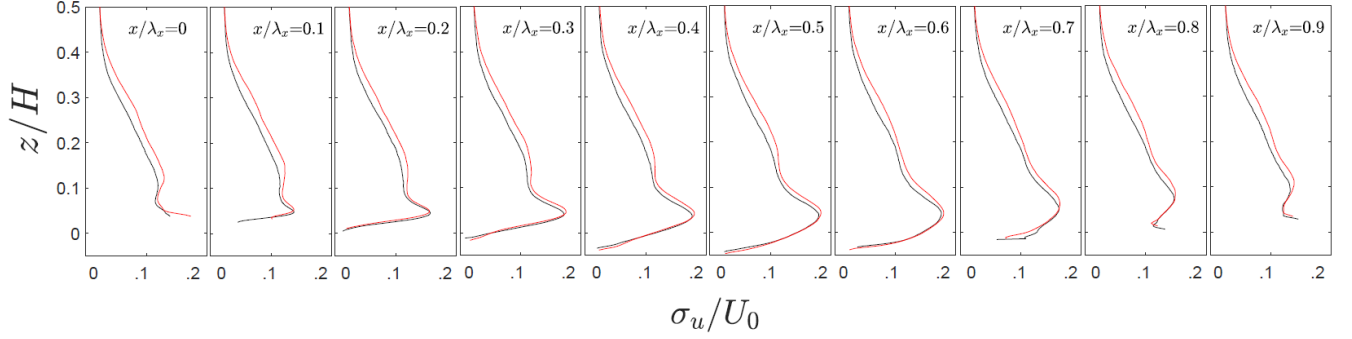 x/λₓ=0 x/λₓ=0.1 x/λₓ=0.2 x/λₓ=0.3 x/λₓ=0.4 x/λₓ=0.5 x/λₓ=0.6 x/λₓ=0.7 x/λₓ=0.8 x/λₓ=0.9
0.5
0.4
0.3
0.2
0.1
0
z/H
0 .1 .2 0 .1 .2 0 .1 .2 0 .1 .2 0 .1 .2 0 .1 .2 0 .1 .2 0 .1 .2 0 .1 .2 0 .1 .2
σᵤ/U₀